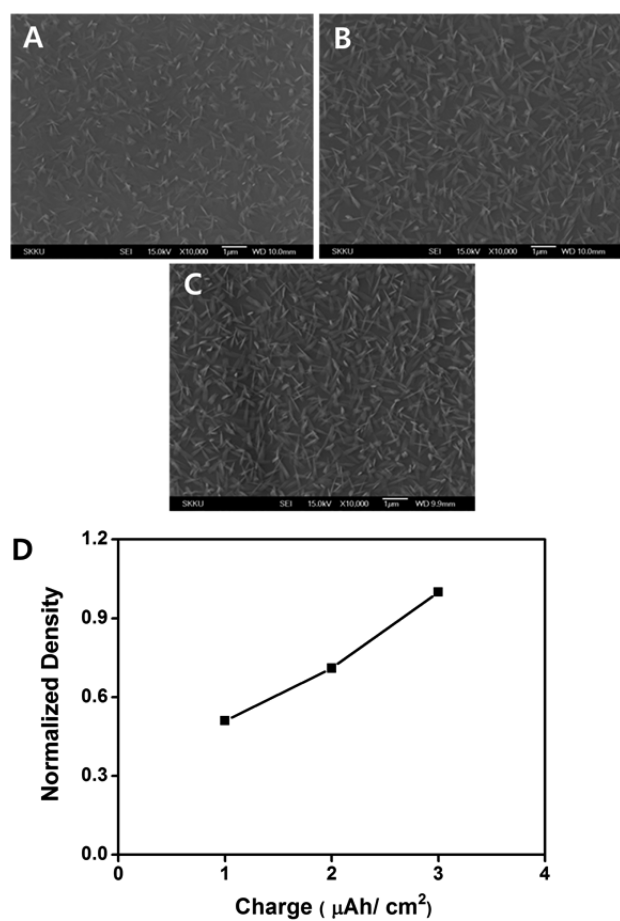 A
SKKU SEI 15.0kV X10,000 1μm WD 10.0mm
B
SKKU SEI 15.0kV X10,000 1μm WD 10.0mm
C
SKKU SEI 15.0kV X10,000 1μm WD 9.9mm
D
1.2
0.9
0.6
0.3
0.0
Normalized Density
0 1 2 3 4
Charge ( μAh/ cm²)